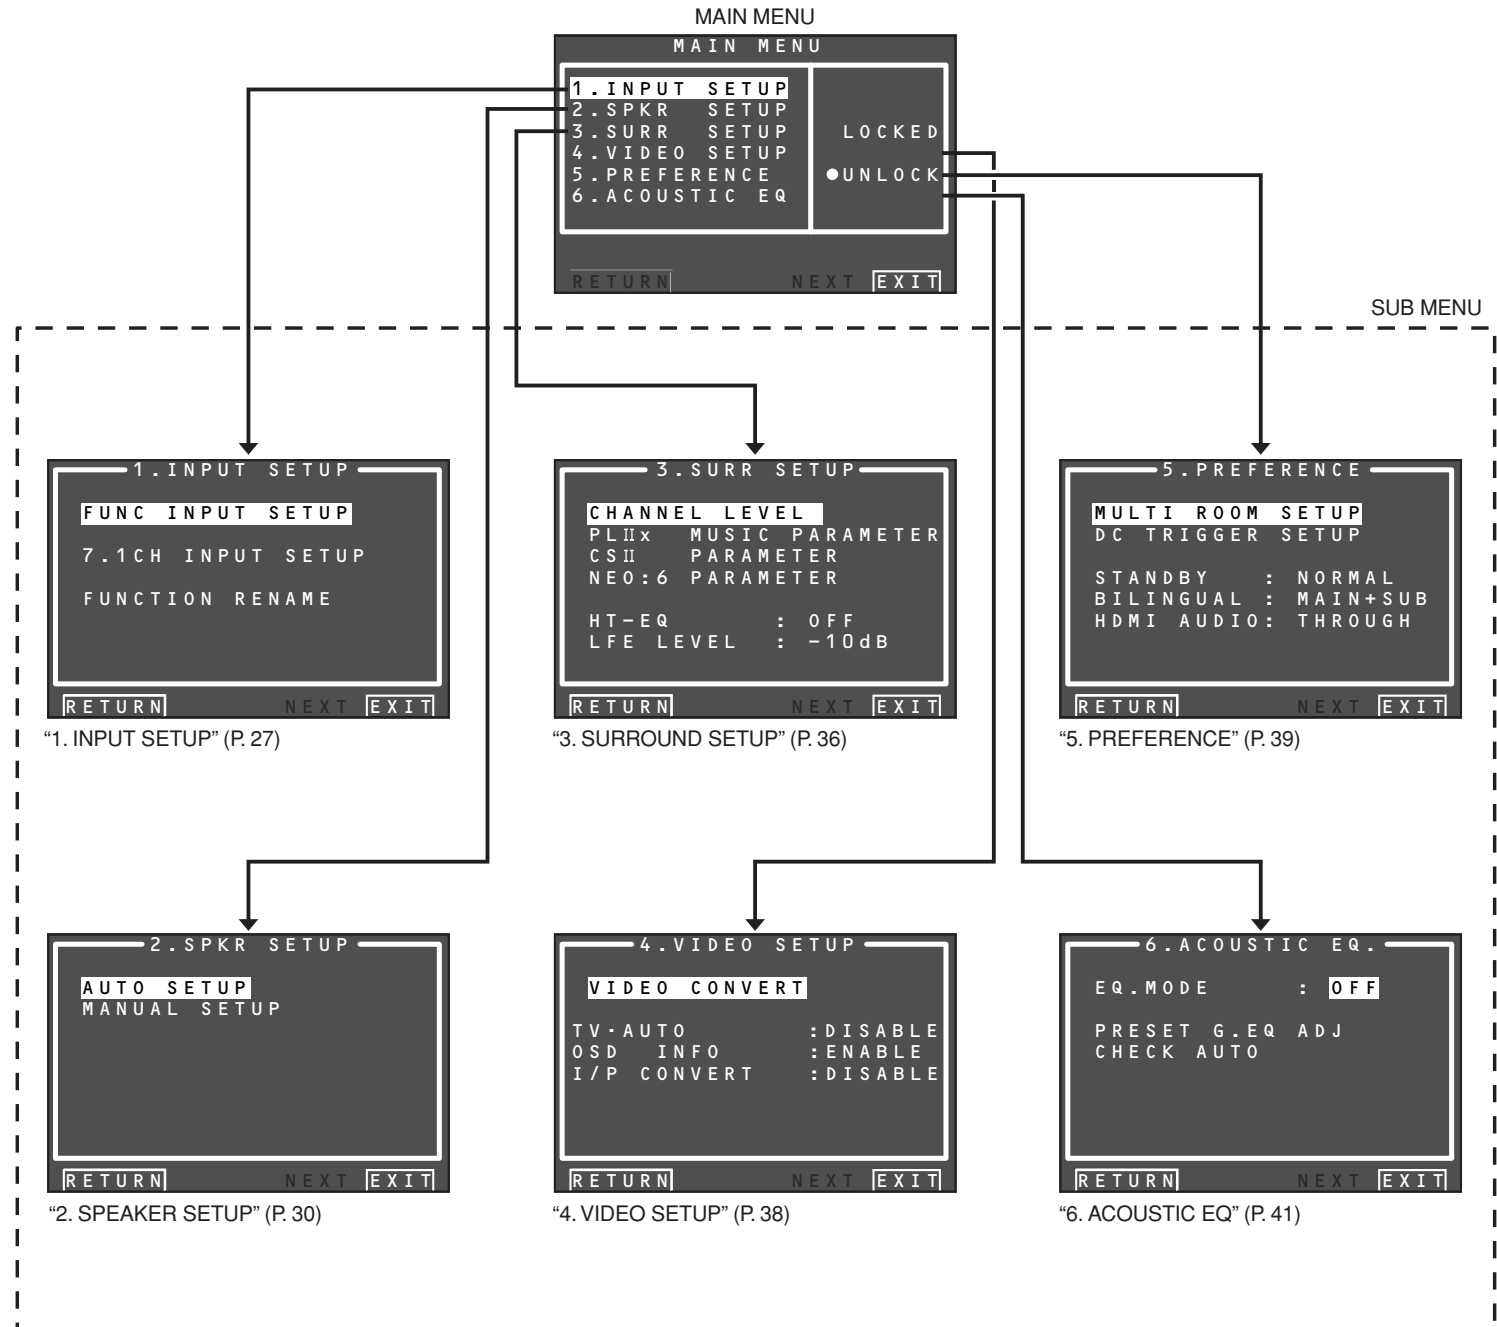 MAIN MENU
MAIN MENU
1.INPUT SETUP
2.SPKR SETUP
3.SURR SETUP
4.VIDEO SETUP
5.PREFERENCE
6.ACOUSTIC EQ
LOCKED
●UNLOCK
RETURN NEXT EXIT
SUB MENU
1.INPUT SETUP
FUNC INPUT SETUP
7.1CH INPUT SETUP
FUNCTION RENAME
RETURN NEXT EXIT
“1. INPUT SETUP” (P. 27)
3.SURR SETUP
CHANNEL LEVEL
PLⅡx MUSIC PARAMETER
CSⅡ PARAMETER
NEO:6 PARAMETER
HT-EQ : OFF
LFE LEVEL : -10dB
RETURN NEXT EXIT
“3. SURROUND SETUP” (P. 36)
5.PREFERENCE
MULTI ROOM SETUP
DC TRIGGER SETUP
STANDBY : NORMAL
BILINGUAL : MAIN+SUB
HDMI AUDIO: THROUGH
RETURN NEXT EXIT
“5. PREFERENCE” (P. 39)
2.SPKR SETUP
AUTO SETUP
MANUAL SETUP
RETURN NEXT EXIT
“2. SPEAKER SETUP” (P. 30)
4.VIDEO SETUP
VIDEO CONVERT
TV·AUTO :DISABLE
OSD INFO :ENABLE
I/P CONVERT :DISABLE
RETURN NEXT EXIT
“4. VIDEO SETUP” (P. 38)
6.ACOUSTIC EQ.
EQ.MODE : OFF
PRESET G.EQ ADJ
CHECK AUTO
RETURN NEXT EXIT
“6. ACOUSTIC EQ” (P. 41)